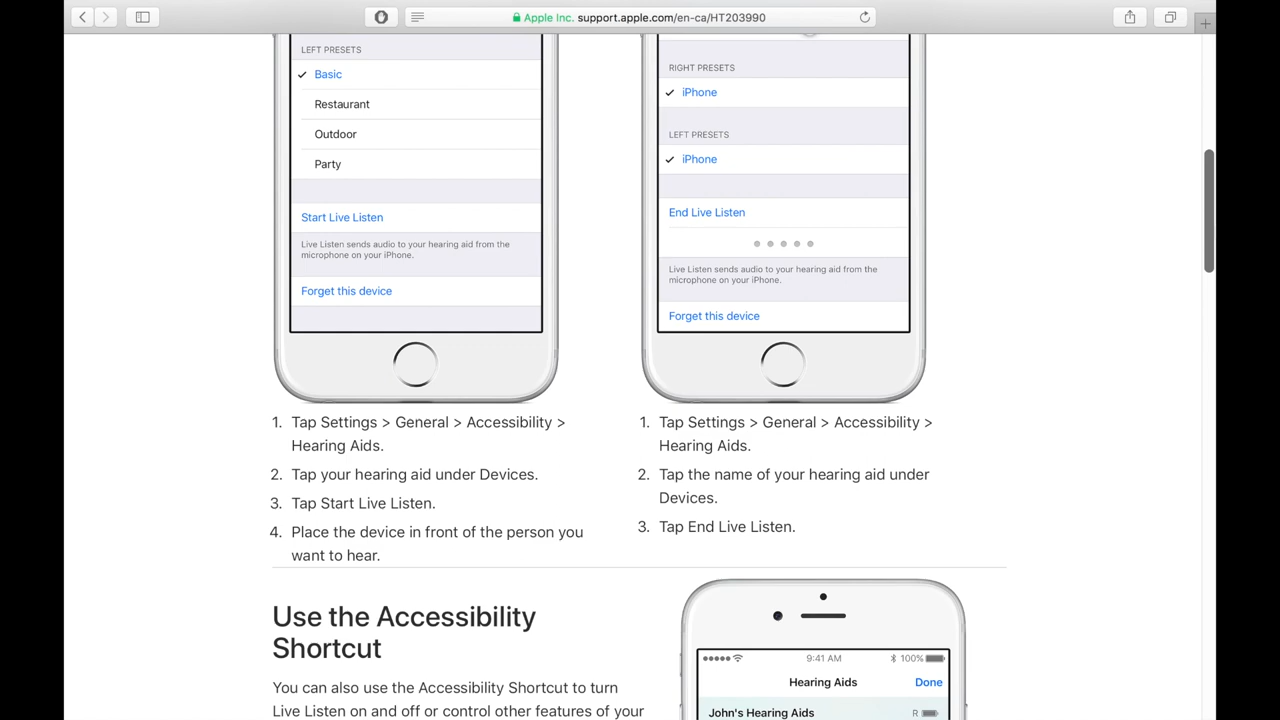 Apple Inc. support.apple.com/en-ca/HT203990
LEFT PRESETS
Basic
Restaurant
Outdoor
Party
Start Live Listen
Live Listen sends audio to your hearing aid from the
microphone on your iPhone.
Forget this device
RIGHT PRESETS
iPhone
LEFT PRESETS
iPhone
End Live Listen
Live Listen sends audio to your hearing aid from the
microphone on your iPhone.
Forget this device
1. Tap Settings > General > Accessibility >
Hearing Aids.
2. Tap your hearing aid under Devices.
3. Tap Start Live Listen.
4. Place the device in front of the person you
want to hear.
1. Tap Settings > General > Accessibility >
Hearing Aids.
2. Tap the name of your hearing aid under
Devices.
3. Tap End Live Listen.
Use the Accessibility
Shortcut
You can also use the Accessibility Shortcut to turn
Live Listen on and off or control other features of your
9:41 AM 100%
Hearing Aids Done
John's Hearing Aids R